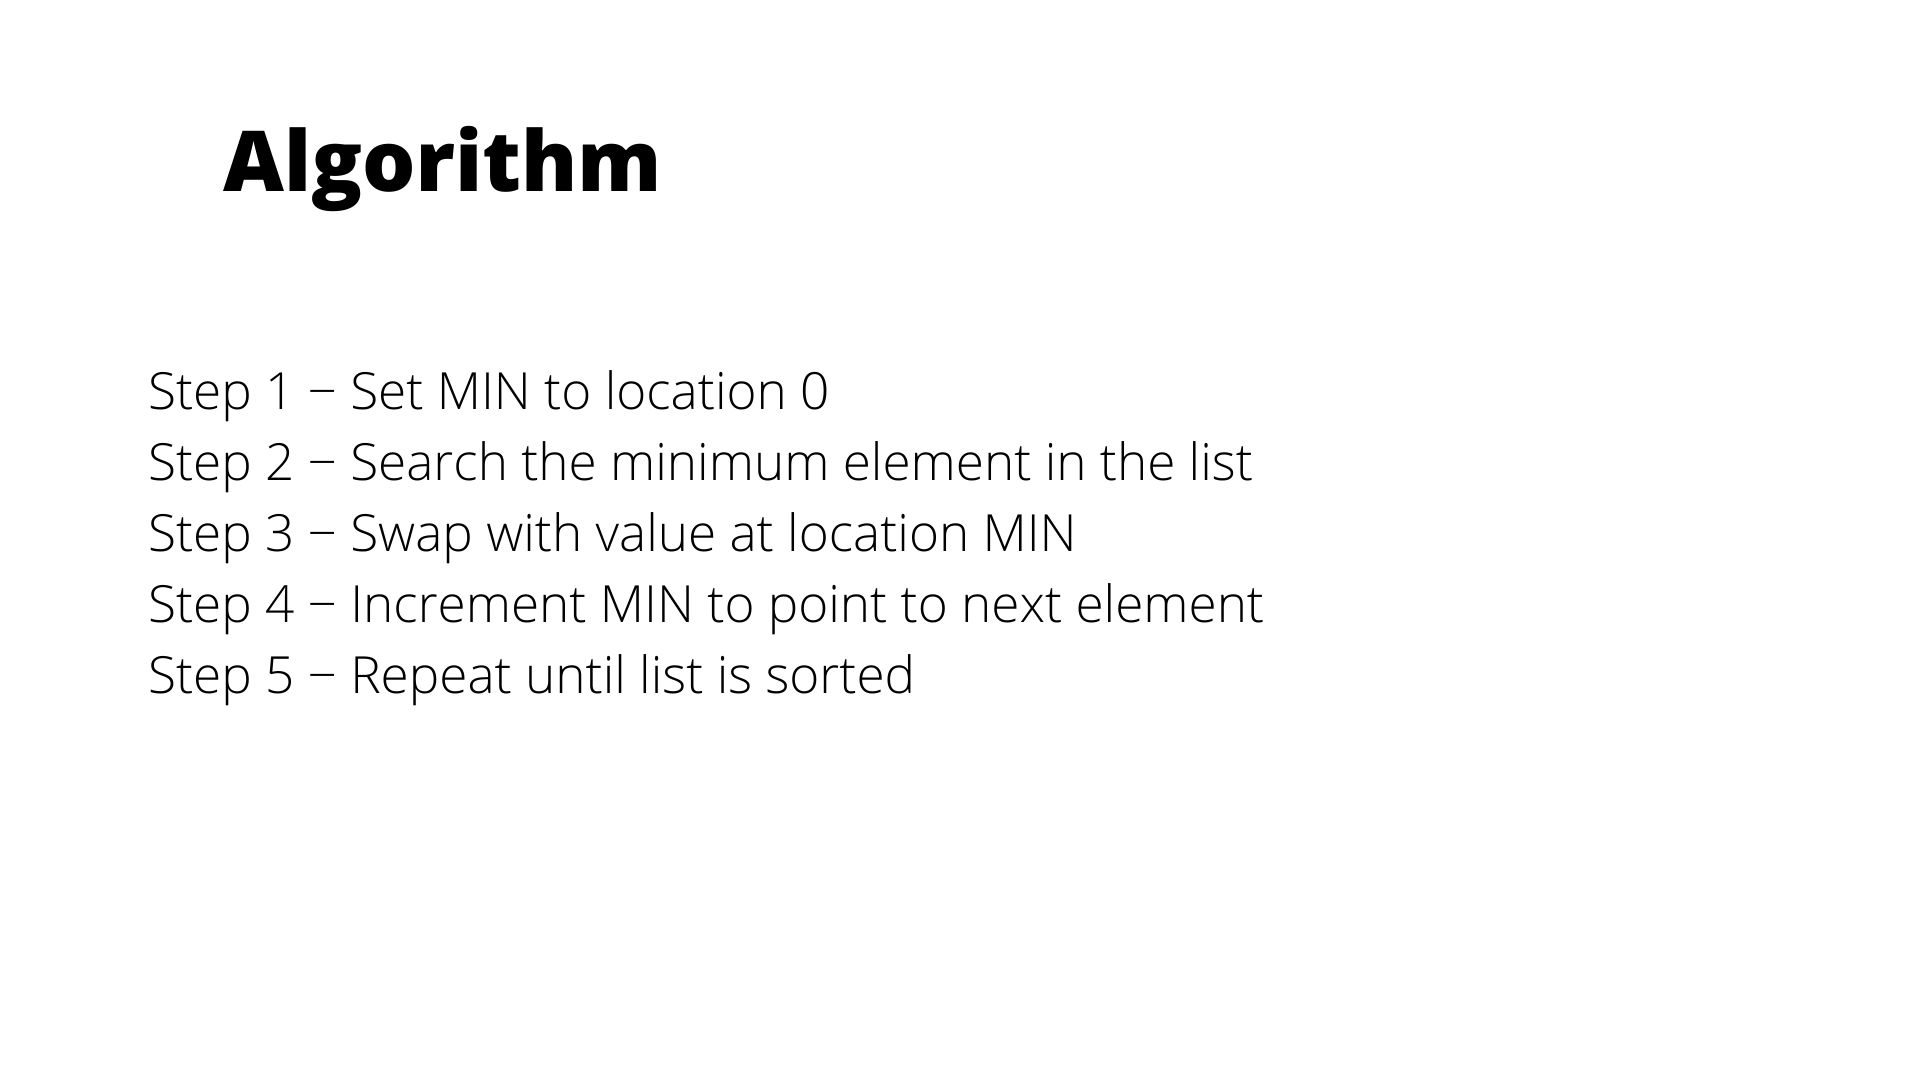 Algorithm
Step 1 − Set MIN to location 0
Step 2 − Search the minimum element in the list
Step 3 − Swap with value at location MIN
Step 4 − Increment MIN to point to next element
Step 5 − Repeat until list is sorted